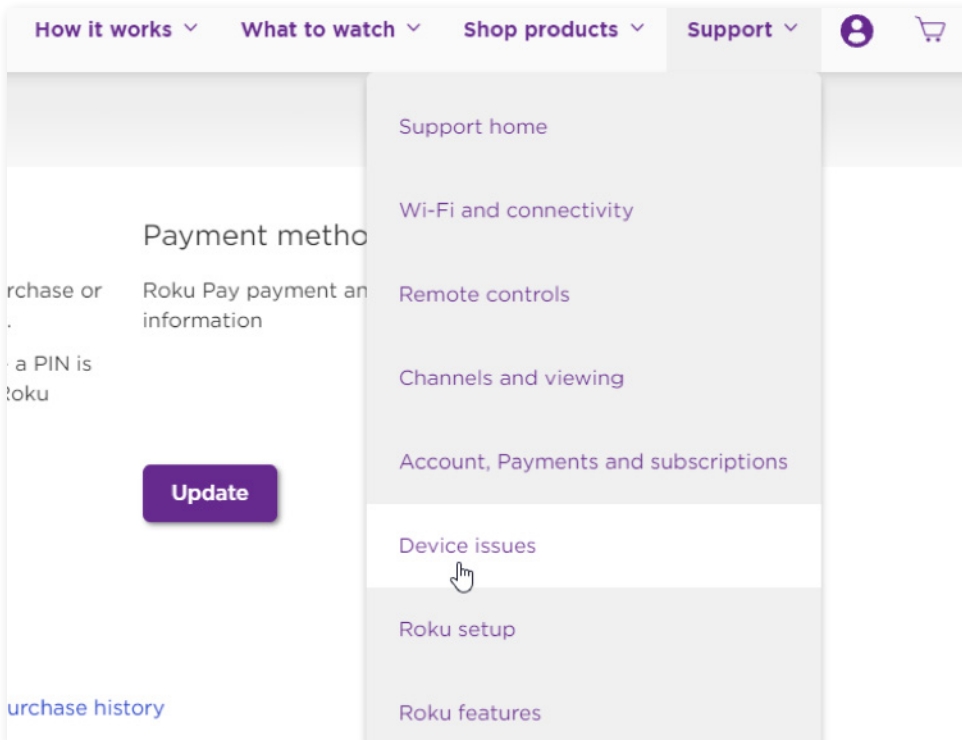 How it works What to watch Shop products Support
Support home
Wi-Fi and connectivity
Remote controls
Channels and viewing
Account, Payments and subscriptions
Device issues
Roku setup
Roku features
rchase or
.
a PIN is
Roku
Payment metho
Roku Pay payment an
information
Update
urchase history